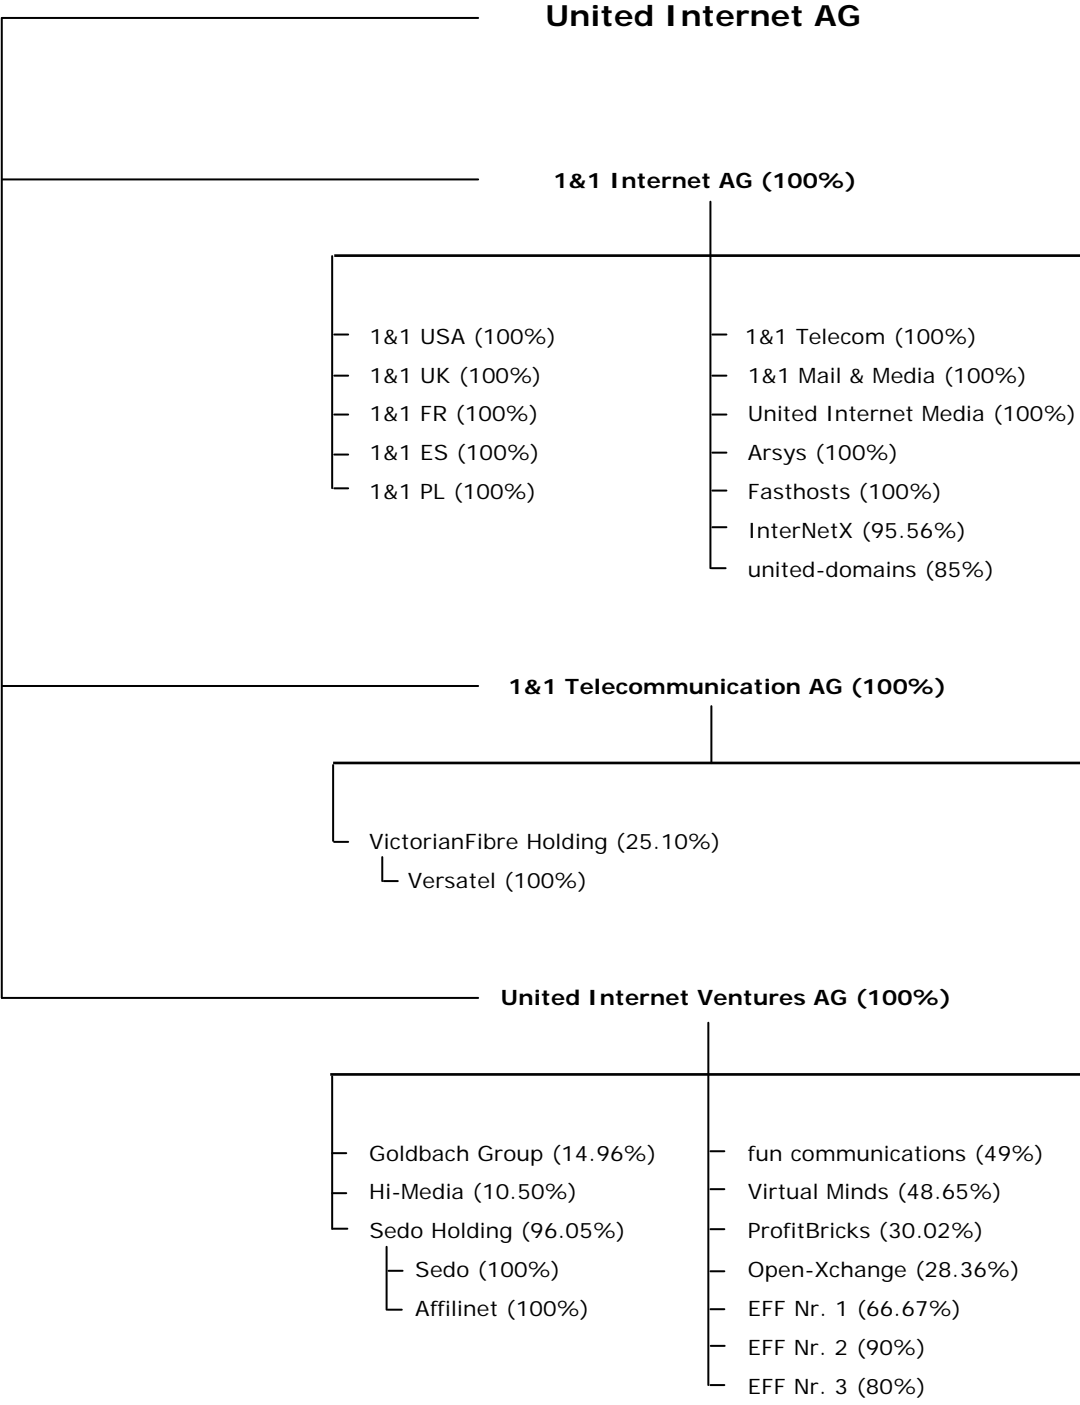 United Internet AG
1&1 Internet AG (100%)
1&1 USA (100%)
1&1 UK (100%)
1&1 FR (100%)
1&1 ES (100%)
1&1 PL (100%)
1&1 Telecom (100%)
1&1 Mail & Media (100%)
United Internet Media (100%)
Arsys (100%)
Fasthosts (100%)
InterNetX (95.56%)
united-domains (85%)
1&1 Telecommunication AG (100%)
VictorianFibre Holding (25.10%)
Versatel (100%)
United Internet Ventures AG (100%)
Goldbach Group (14.96%)
Hi-Media (10.50%)
Sedo Holding (96.05%)
Sedo (100%)
Affilinet (100%)
fun communications (49%)
Virtual Minds (48.65%)
ProfitBricks (30.02%)
Open-Xchange (28.36%)
EFF Nr. 1 (66.67%)
EFF Nr. 2 (90%)
EFF Nr. 3 (80%)